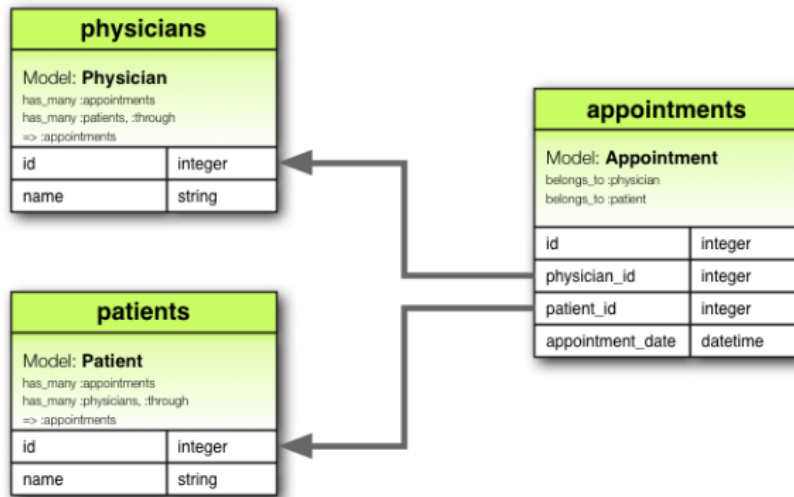 physicians
Model: Physician
has_many :appointments
has_many :patients, :through
=> :appointments
id integer
name string
appointments
Model: Appointment
belongs_to :physician
belongs_to :patient
id integer
physician_id integer
patient_id integer
appointment_date datetime
patients
Model: Patient
has_many :appointments
has_many :physicians, :through
=> :appointments
id integer
name string